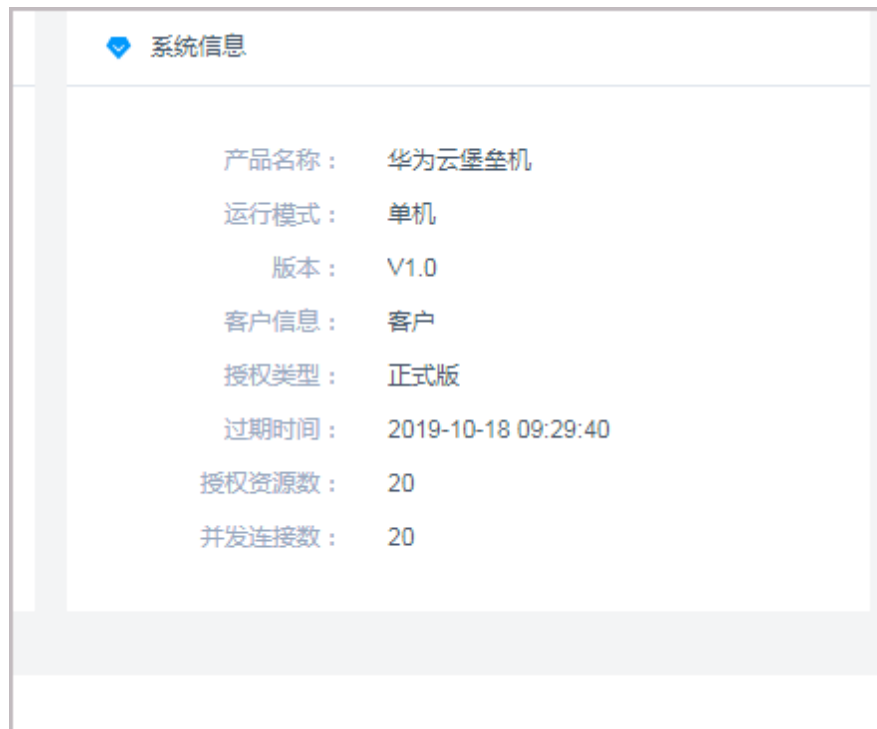 系统信息
产品名称： 华为云堡垒机
运行模式： 单机
版本： V1.0
客户信息： 客户
授权类型： 正式版
过期时间： 2019-10-18 09:29:40
授权资源数： 20
并发连接数： 20